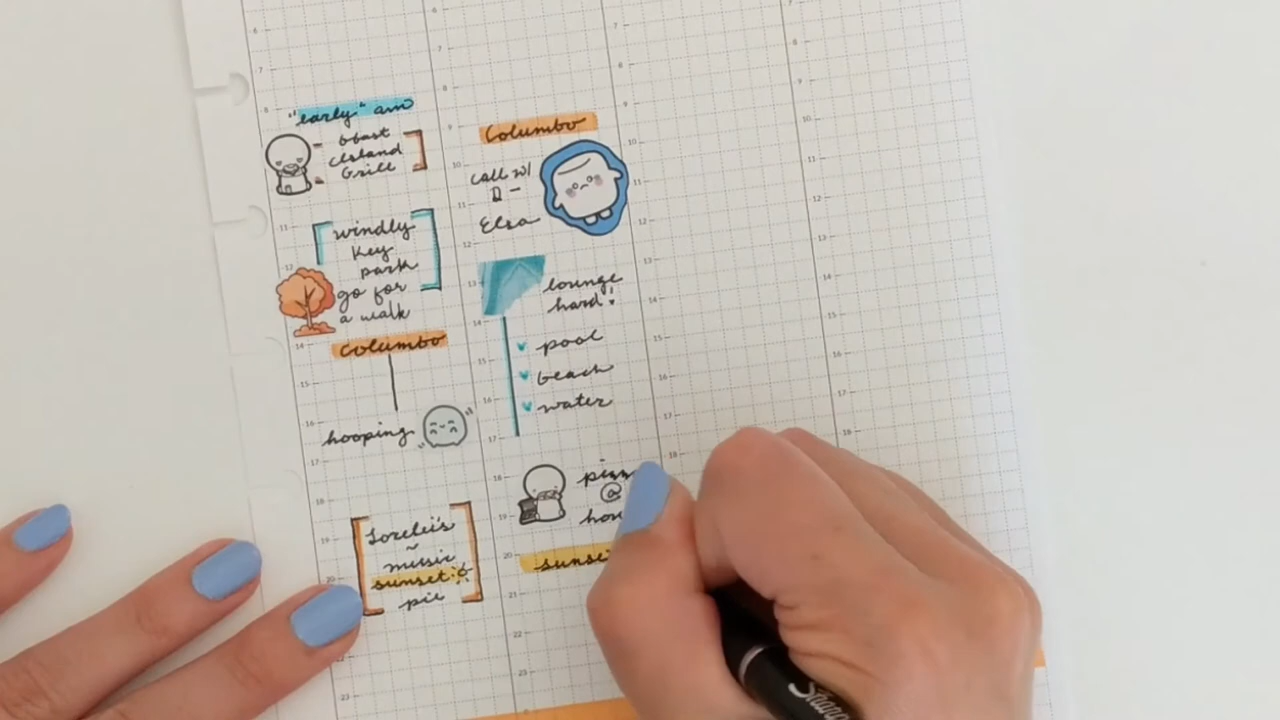 "early" am
bfast
Island
Grill
windly
key
park
go for
a walk
Columbo
hooping
Lorelei's
~
music
sunset
pie
Columbo
call w/
Elsa
lounge
hard!
pool
beach
water
@
Sharp